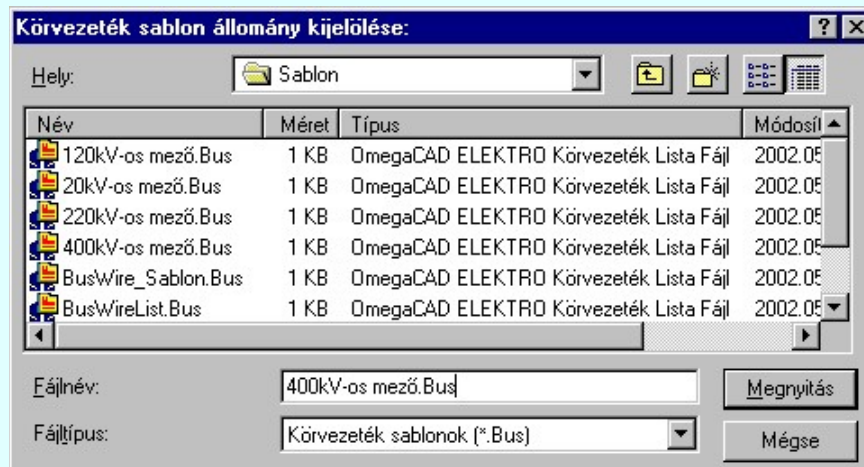 Körvezeték sablon állomány kijelölése:
Hely: Sablon
Név Méret Típus Módosít
120kV-os mező.Bus 1 KB OmegaCAD ELEKTRO Körvezeték Lista Fájl 2002.05
20kV-os mező.Bus 1 KB OmegaCAD ELEKTRO Körvezeték Lista Fájl 2002.05
220kV-os mező.Bus 1 KB OmegaCAD ELEKTRO Körvezeték Lista Fájl 2002.05
400kV-os mező.Bus 1 KB OmegaCAD ELEKTRO Körvezeték Lista Fájl 2002.05
BusWire_Sablon.Bus 1 KB OmegaCAD ELEKTRO Körvezeték Lista Fájl 2002.05
BusWireList.Bus 1 KB OmegaCAD ELEKTRO Körvezeték Lista Fájl 2002.05
Fájlnév: 400kV-os mező.Bus Megnyitás
Fájltípus: Körvezeték sablonok (*.Bus) Mégse